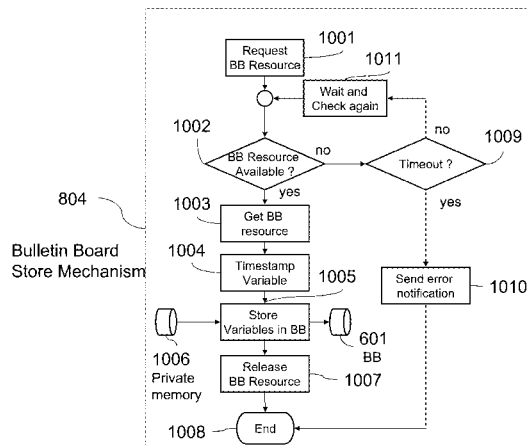 1001
Request
BB Resource
1011
Wait and
Check again
1002
no
1009
BB Resource
Available ?
no
Timeout ?
804
yes
yes
1003
Get BB
resource
Bulletin Board
Store Mechanism
1004
Timestamp
Variable
1005
Send error
notification
1010
Store
Variables in BB
1006
Private
memory
601
BB
Release
BB Resource
1007
1008
End